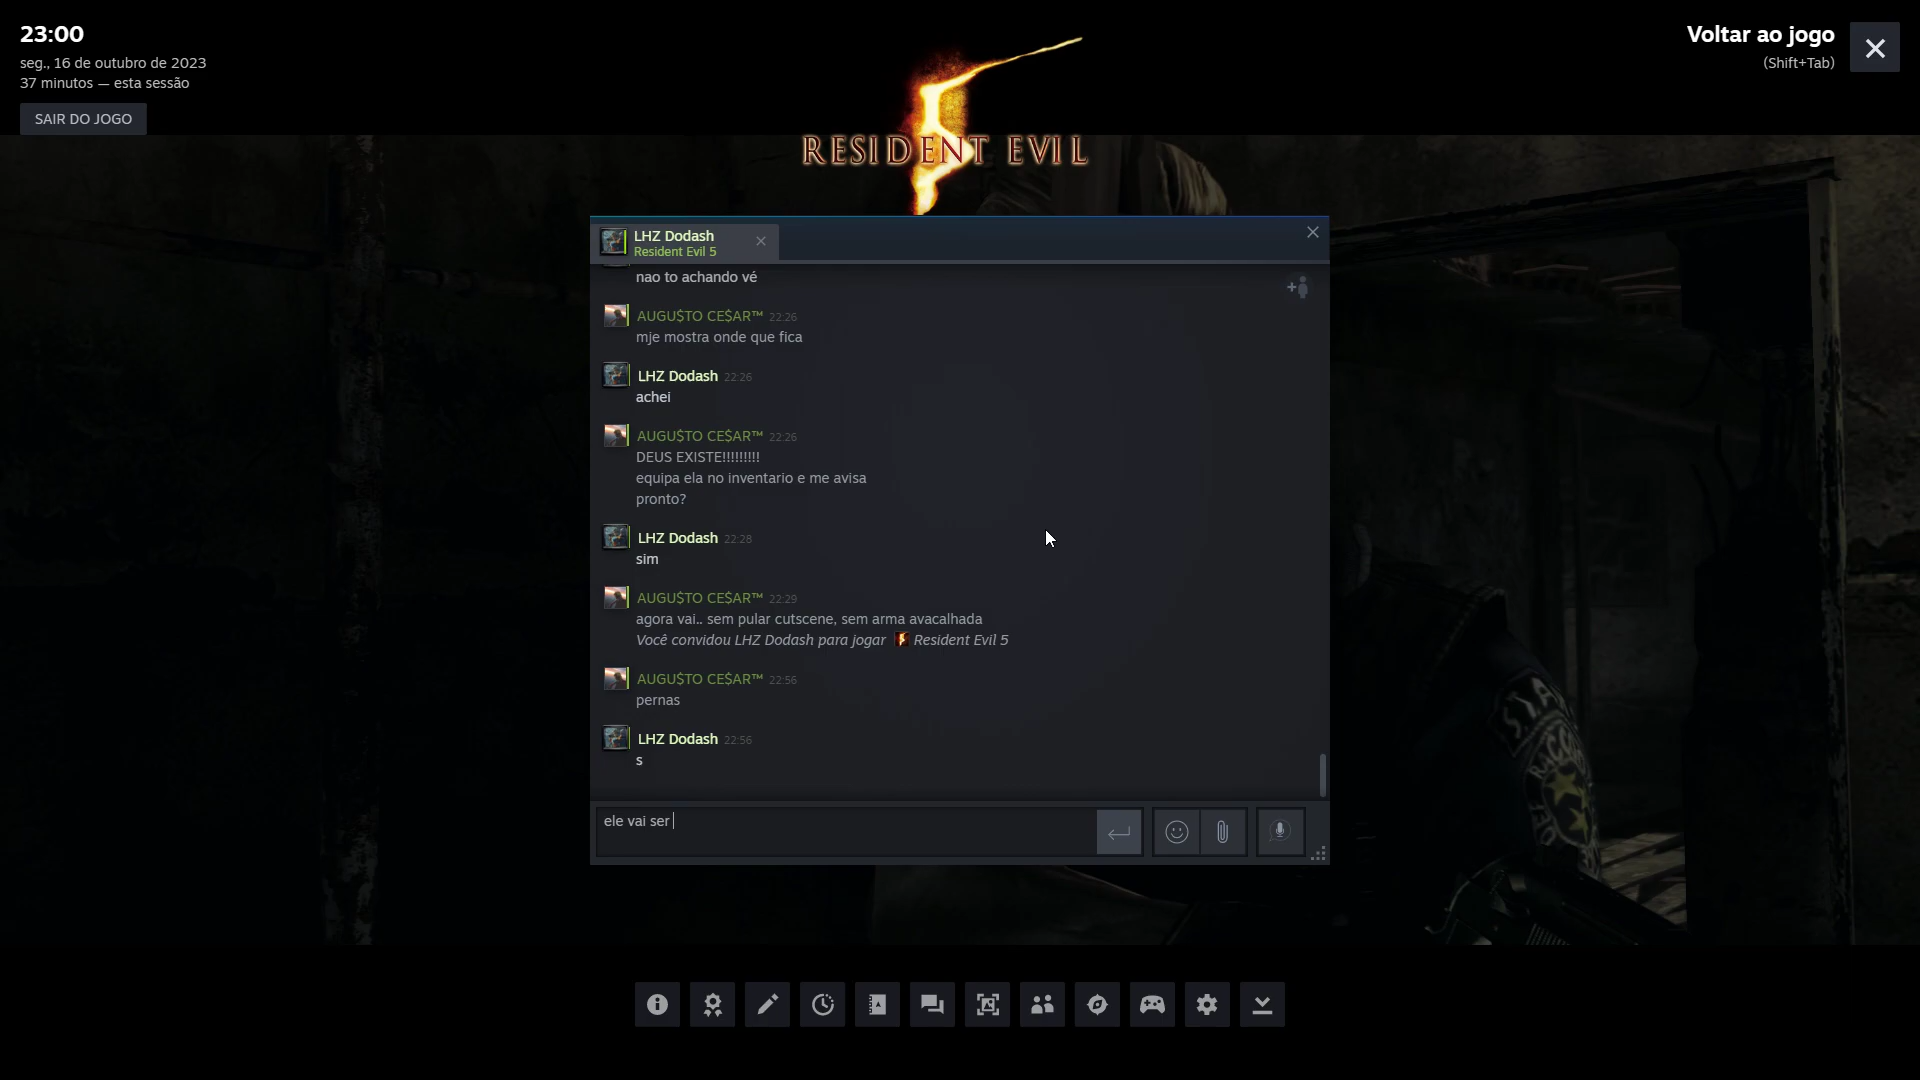 23:00
seg., 16 de outubro de 2023
37 minutos — esta sessão
SAIR DO JOGO
Voltar ao jogo
(Shift+Tab)
RESIDENT EVIL
5
LHZ Dodash
Resident Evil 5
nao to achando vé
AUGU$TO CE$AR™ 22:26
mje mostra onde que fica
LHZ Dodash 22:26
achei
AUGU$TO CE$AR™ 22:26
DEUS EXISTE!!!!!!!!!
equipa ela no inventario e me avisa
pronto?
LHZ Dodash 22:28
sim
AUGU$TO CE$AR™ 22:29
agora vai.. sem pular cutscene, sem arma avacalhada
Você convidou LHZ Dodash para jogar Resident Evil 5
AUGU$TO CE$AR™ 22:56
pernas
LHZ Dodash 22:56
s
ele vai ser
S.T.A
RACCO